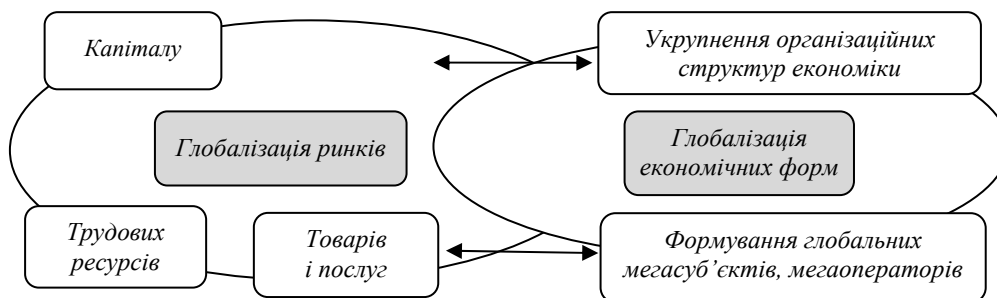 Капіталу
Укрупнення організаційних
структур економіки
Глобалізація ринків
Глобалізація
економічних форм
Трудових
ресурсів
Товарів
і послуг
Формування глобальних
мегасуб’єктів, мегаоператорів